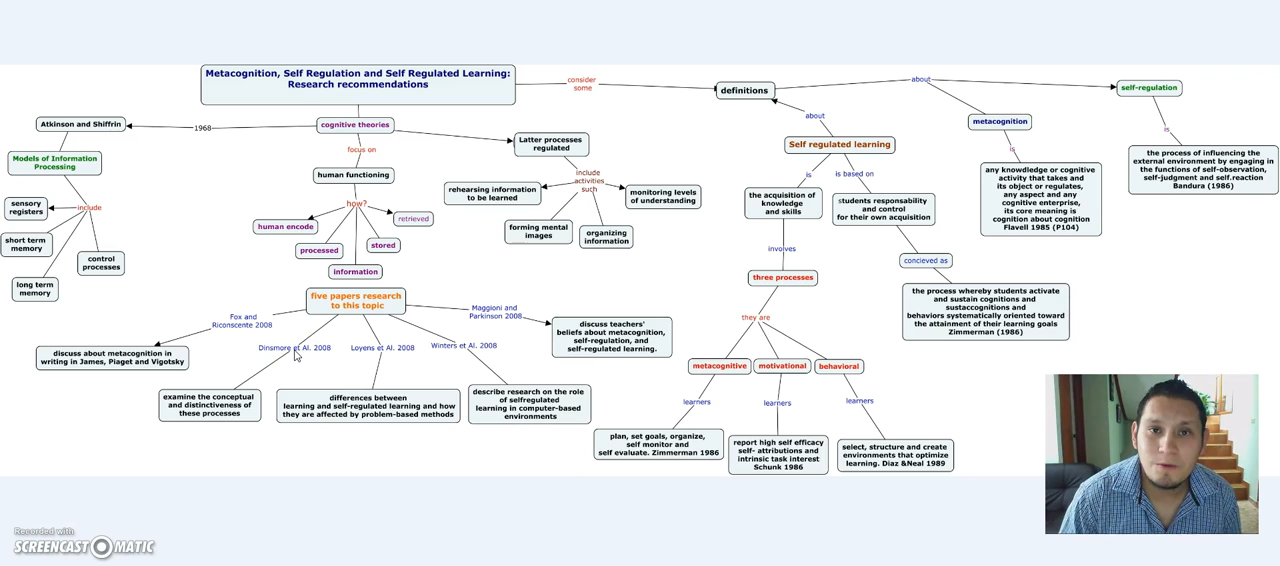 Metacognition, Self Regulation and Self Regulated Learning:
Research recommendations
consider
some
definitions
about
self-regulation
is
the process of influencing the
external environment by engaging in
the functions of self-observation,
self-judgment and self.reaction
Bandura (1986)
metacognition
is
any knowledge or cognitive
activity that takes and
its object or regulates,
any aspect and any
cognitive enterprise,
its core meaning is
cognition about cognition
Flavell 1985 (P104)
about
Self regulated learning
is
the acquisition of
knowledge
and skills
involves
three processes
they are
metacognitive
motivational
behavioral
learners
learners
learners
plan, set goals, organize,
self monitor and
self evaluate. Zimmerman 1986
report high self efficacy
self- attributions and
intrinsic task interest
Schunk 1986
select, structure and create
environments that optimize
learning. Diaz &Neal 1989
is based on
students responsability
and control
for their own acquisition
concieved as
the process whereby students activate
and sustain cognitions and
sustaccognitions and
behaviors systematically oriented toward
the attainment of their learning goals
Zimmerman (1986)
cognitive theories
1968
Atkinson and Shiffrin
Models of Information
Processing
include
sensory
registers
short term
memory
long term
memory
control
processes
focus on
human functioning
how?
human encode
processed
information
stored
retrieved
Latter processes
regulated
include
activities
such
rehearsing information
to be learned
forming mental
images
organizing
information
monitoring levels
of understanding
five papers research
to this topic
Fox and
Riconscente 2008
discuss about metacognition in
writing in James, Piaget and Vigotsky
Dinsmore et Al. 2008
examine the conceptual
and distinctiveness of
these processes
Loyens et Al. 2008
differences between
learning and self-regulated learning and how
they are affected by problem-based methods
Winters et Al. 2008
describe research on the role
of selfregulated
learning in computer-based
environments
Maggioni and
Parkinson 2008
discuss teachers'
beliefs about metacognition,
self-regulation, and
self-regulated learning.
Recorded with
SCREENCAST-O-MATIC